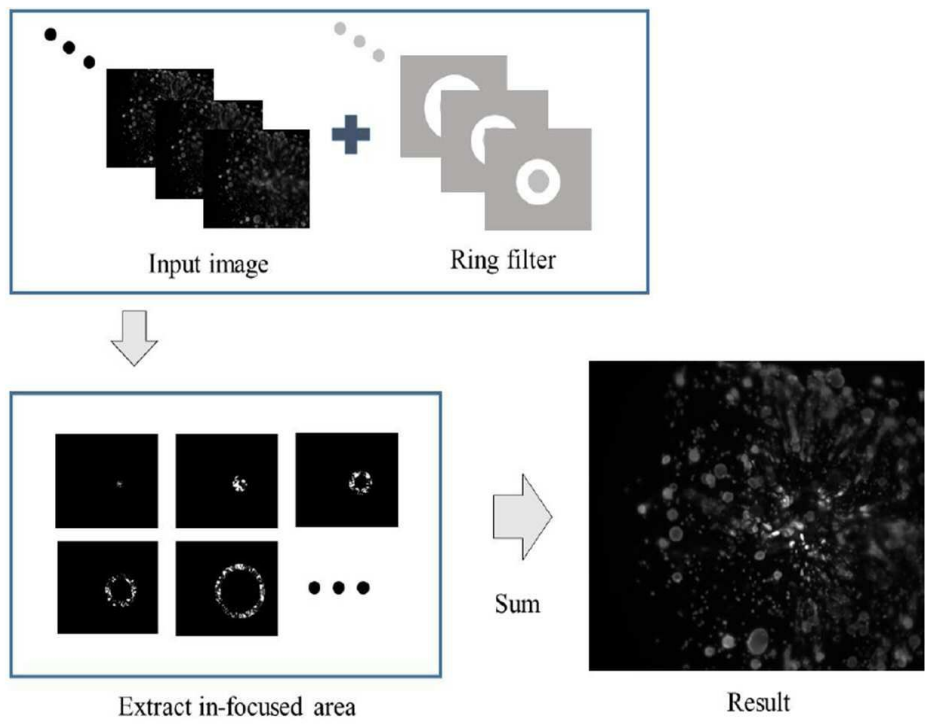 Input image
Ring filter
Sum
Extract in-focused area
Result